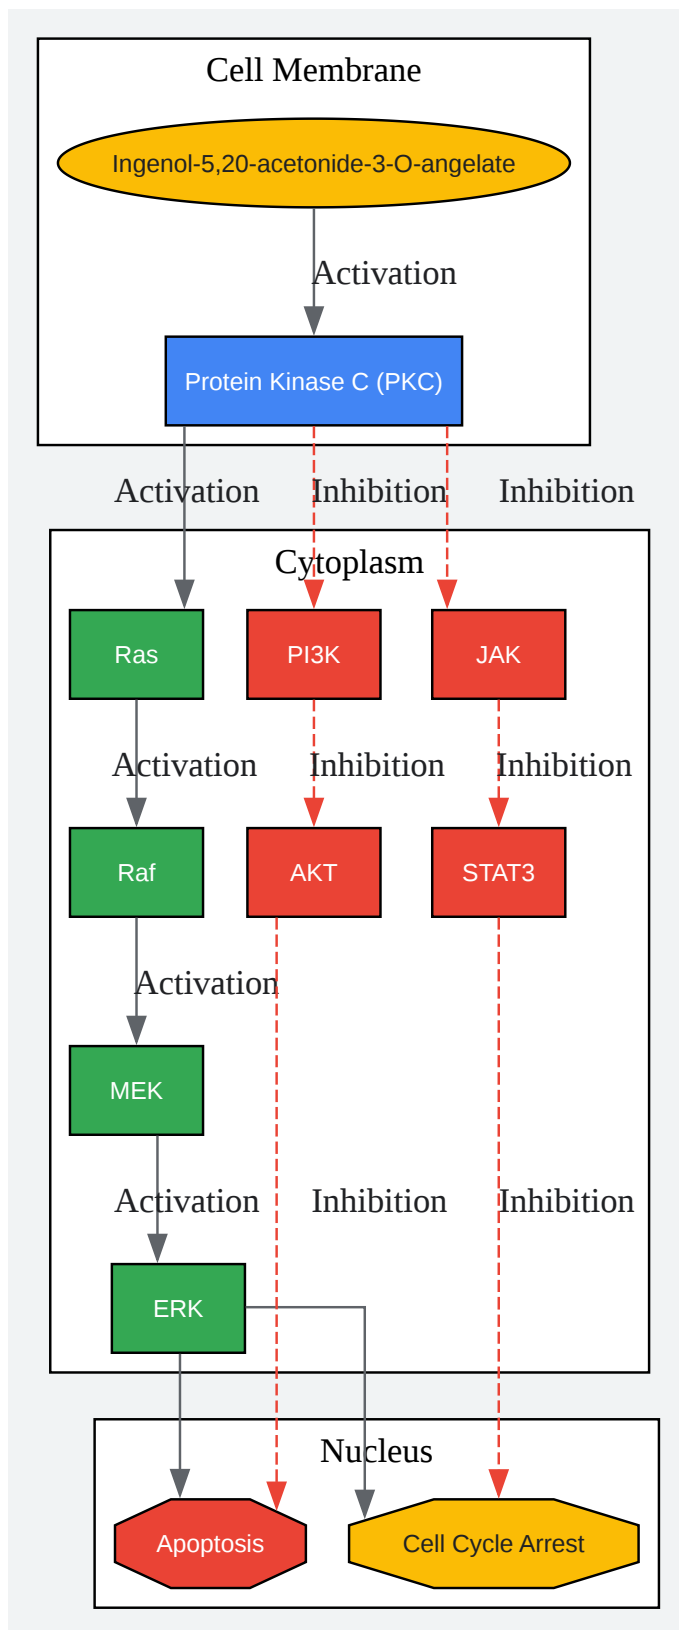 Cell Membrane
Ingenol-5,20-acetonide-3-O-angelate
Activation
Protein Kinase C (PKC)
Activation
Inhibition
Inhibition
Cytoplasm
Ras
PI3K
JAK
Activation
Inhibition
Inhibition
Raf
AKT
STAT3
Activation
MEK
Activation
Inhibition
Inhibition
ERK
Nucleus
Apoptosis
Cell Cycle Arrest